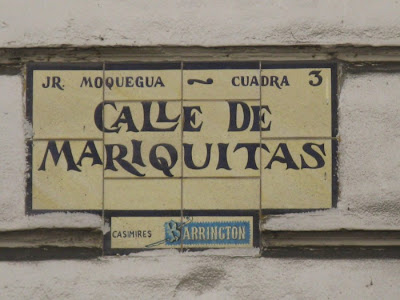 JR. MOQUEGUA ~ CUADRA 3
CALLE DE
MARIQUITAS
CASIMIRES BARRINGTON